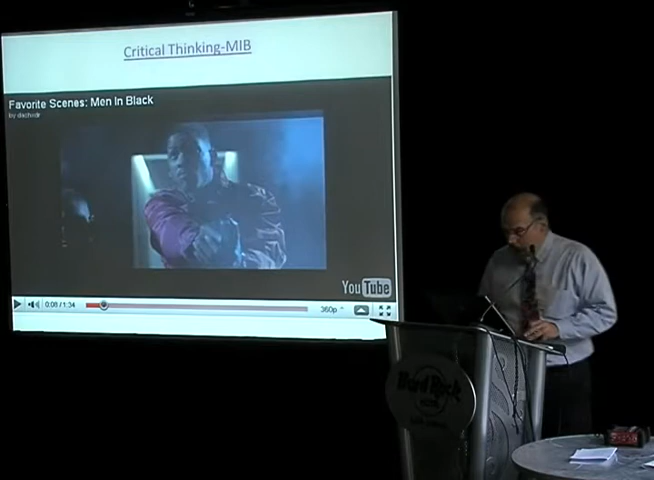 Critical Thinking-MIB
Favorite Scenes: Men In Black
0:08 / 1:34
360p
YouTube
Hard Rock